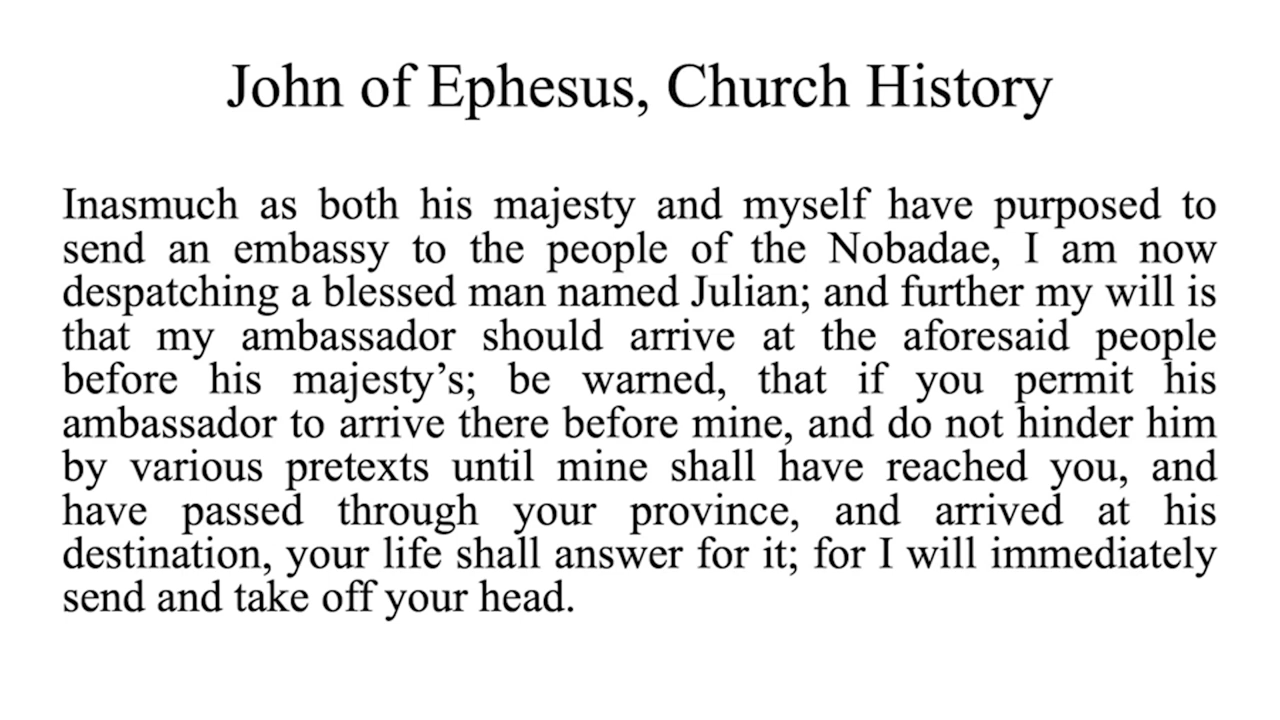 John of Ephesus, Church History
Inasmuch as both his majesty and myself have purposed to
send an embassy to the people of the Nobadae, I am now
despatching a blessed man named Julian; and further my will is
that my ambassador should arrive at the aforesaid people
before his majesty’s; be warned, that if you permit his
ambassador to arrive there before mine, and do not hinder him
by various pretexts until mine shall have reached you, and
have passed through your province, and arrived at his
destination, your life shall answer for it; for I will immediately
send and take off your head.